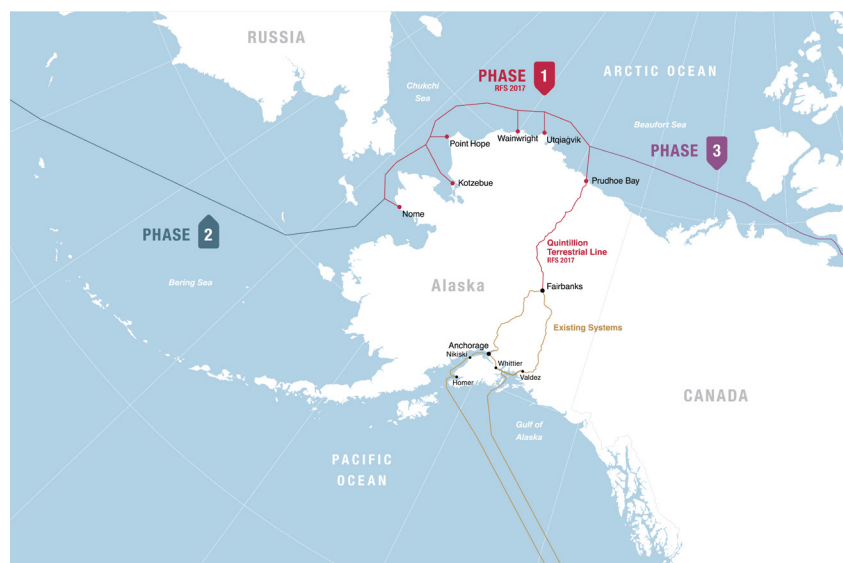 RUSSIA
Chukchi
Sea
PHASE 1
RFS 2017
ARCTIC OCEAN
Beaufort Sea
Point Hope
Wainwright
Utqiaġvik
PHASE 3
Kotzebue
Prudhoe Bay
Nome
PHASE 2
Quintillion
Terrestrial Line
RFS 2017
Bering Sea
Alaska
Fairbanks
Existing Systems
Anchorage
Nikiski
Whittier
Homer
Valdez
CANADA
Gulf of
Alaska
PACIFIC
OCEAN